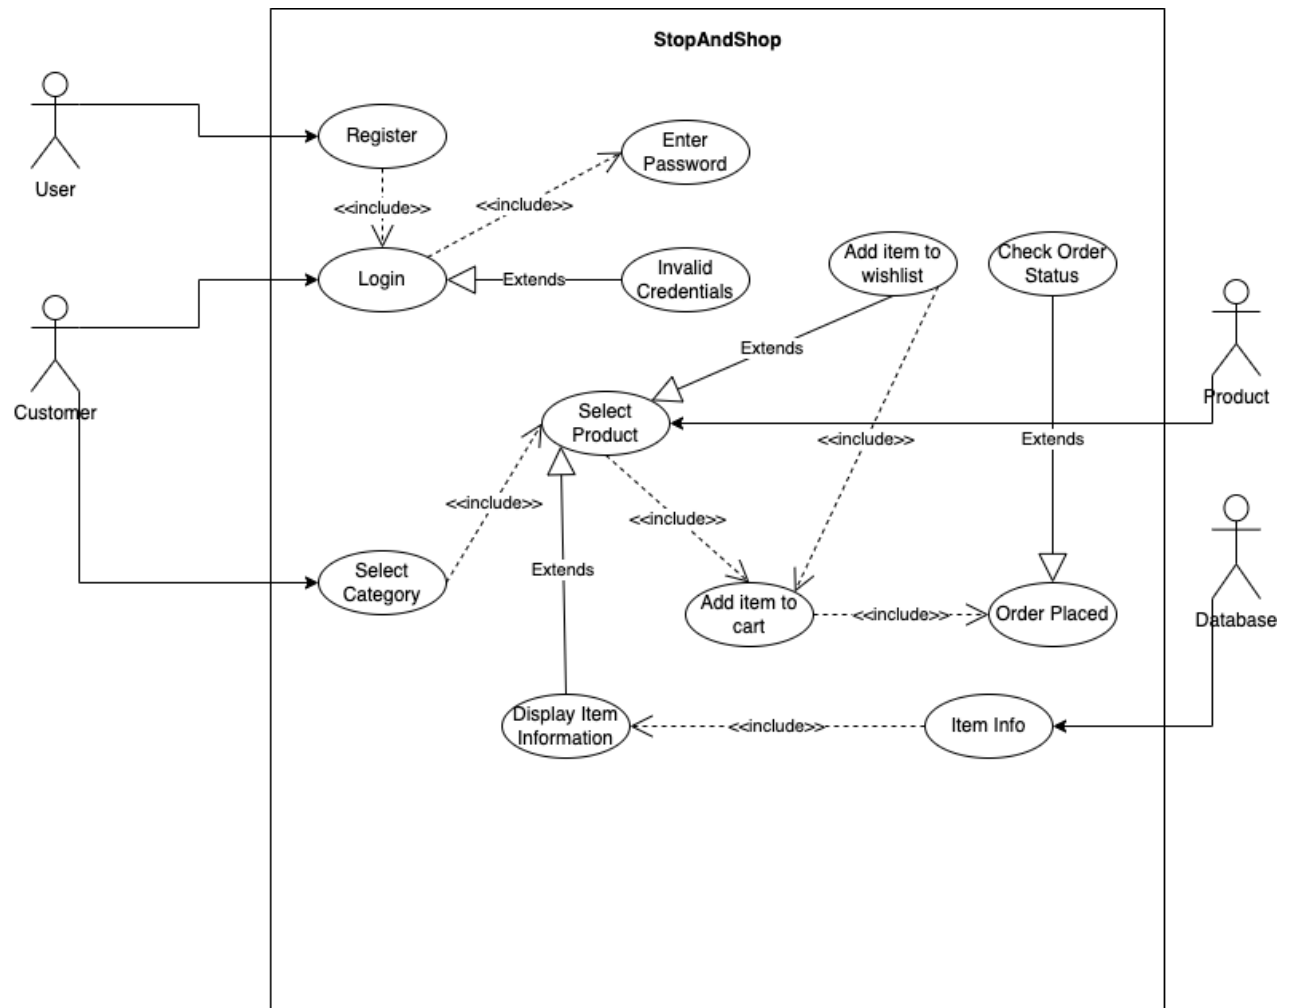 StopAndShop
Register
Enter
Password
User
<<include>>
<<include>>
Login
Extends
Invalid
Credentials
Add item to
wishlist
Check Order
Status
Customer
Extends
Product
Select
Product
<<include>>
Extends
<<include>>
<<include>>
Extends
Select
Category
Add item to
cart
<<include>>
Order Placed
Database
Display Item
Information
<<include>>
Item Info